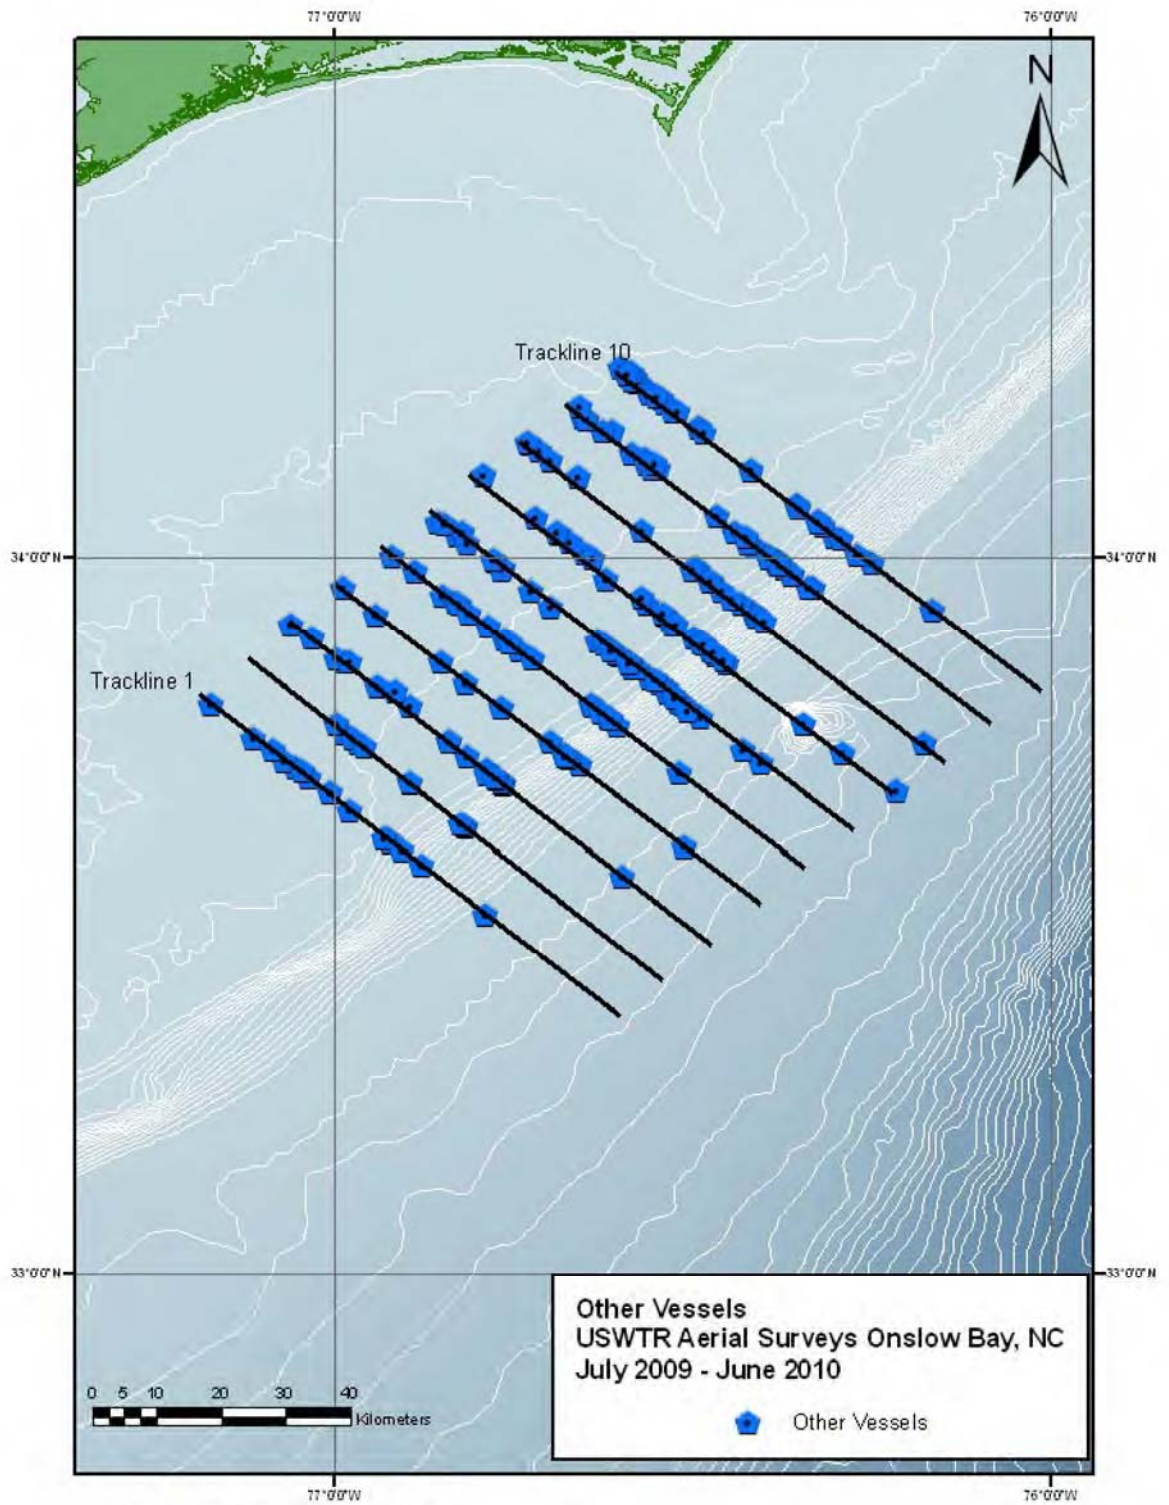 77°0'0"W 76°0'0"W
N
Trackline 10
34°0'0"N 34°0'0"N
Trackline 1
33°0'0"N 33°0'0"N
Other Vessels
USWTR Aerial Surveys Onslow Bay, NC
July 2009 - June 2010
0 5 10 20 30 40
Kilometers
Other Vessels
77°0'0"W 76°0'0"W